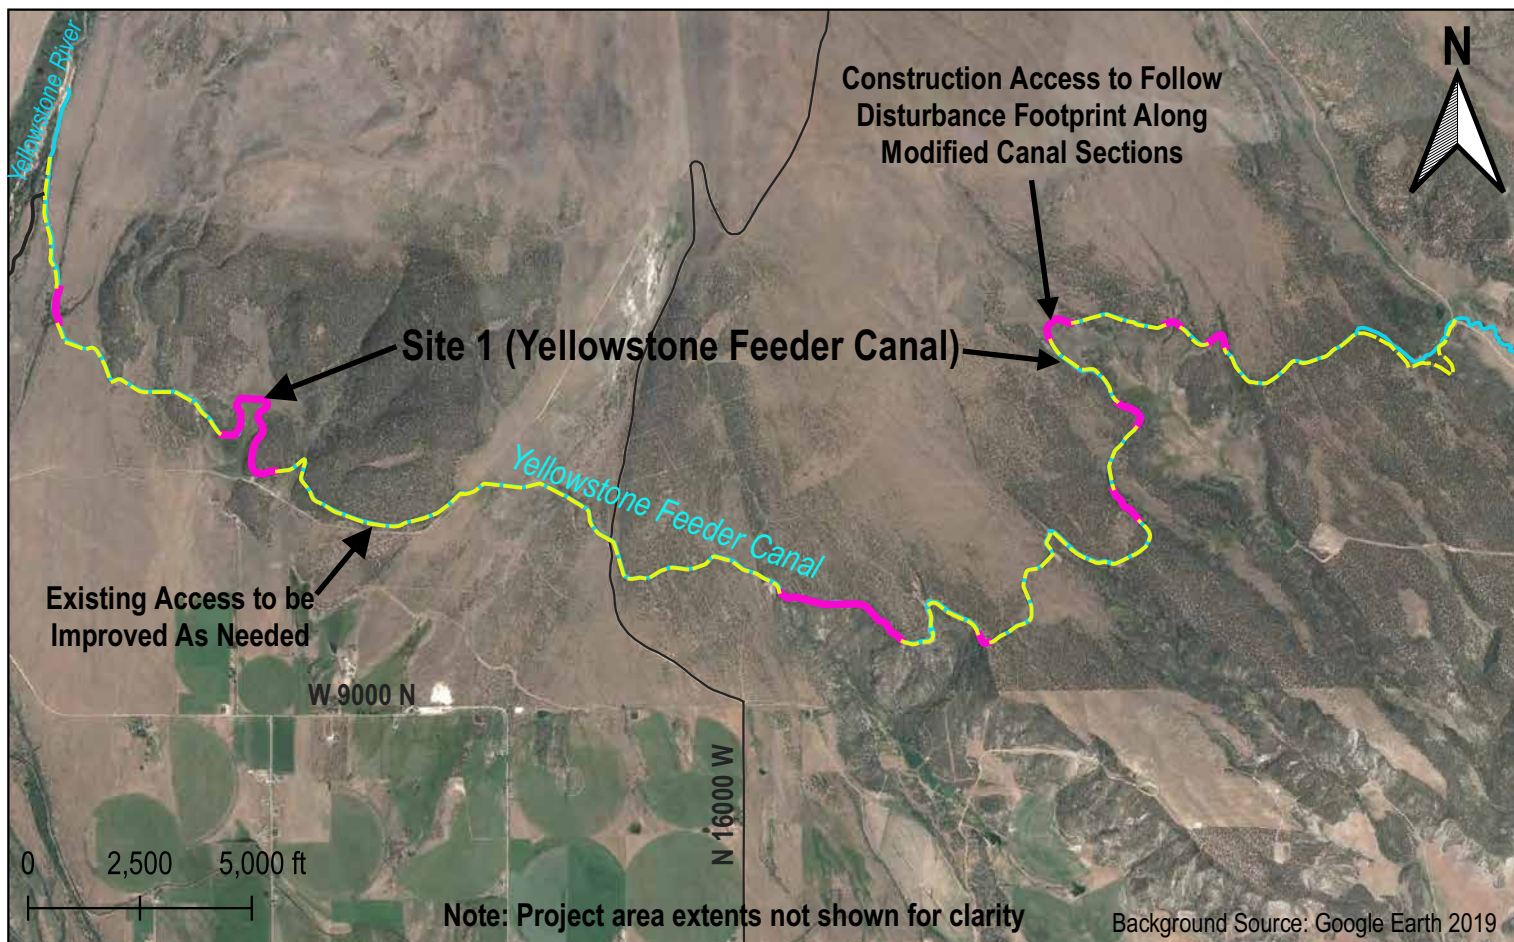 Yellowstone River
Construction Access to Follow
Disturbance Footprint Along
Modified Canal Sections
N
Site 1 (Yellowstone Feeder Canal)
Yellowstone Feeder Canal
Existing Access to be
Improved As Needed
W 9000 N
N 16000 W
0 2,500 5,000 ft
Note: Project area extents not shown for clarity
Background Source: Google Earth 2019